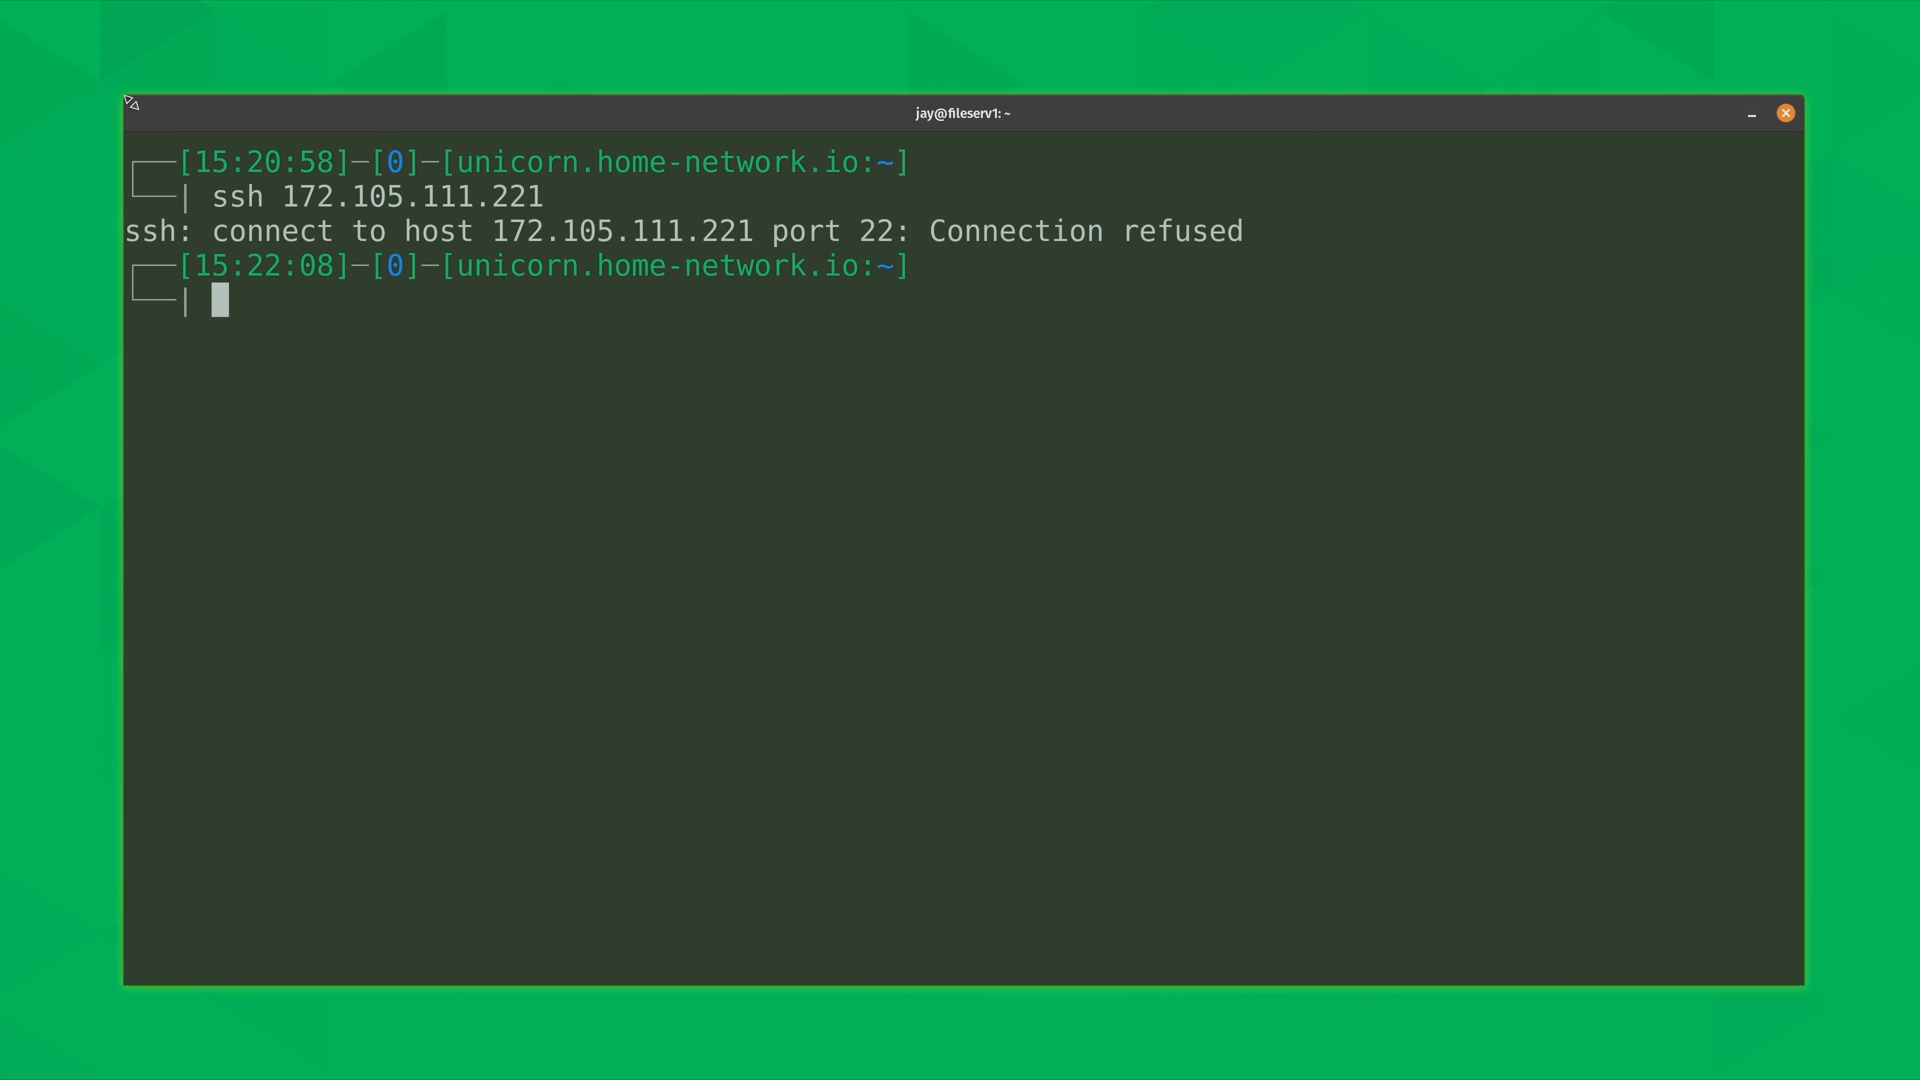 jay@fileserv1: ~
[15:20:58]─[0]─[unicorn.home-network.io:~]
| ssh 172.105.111.221
ssh: connect to host 172.105.111.221 port 22: Connection refused
[15:22:08]─[0]─[unicorn.home-network.io:~]
|